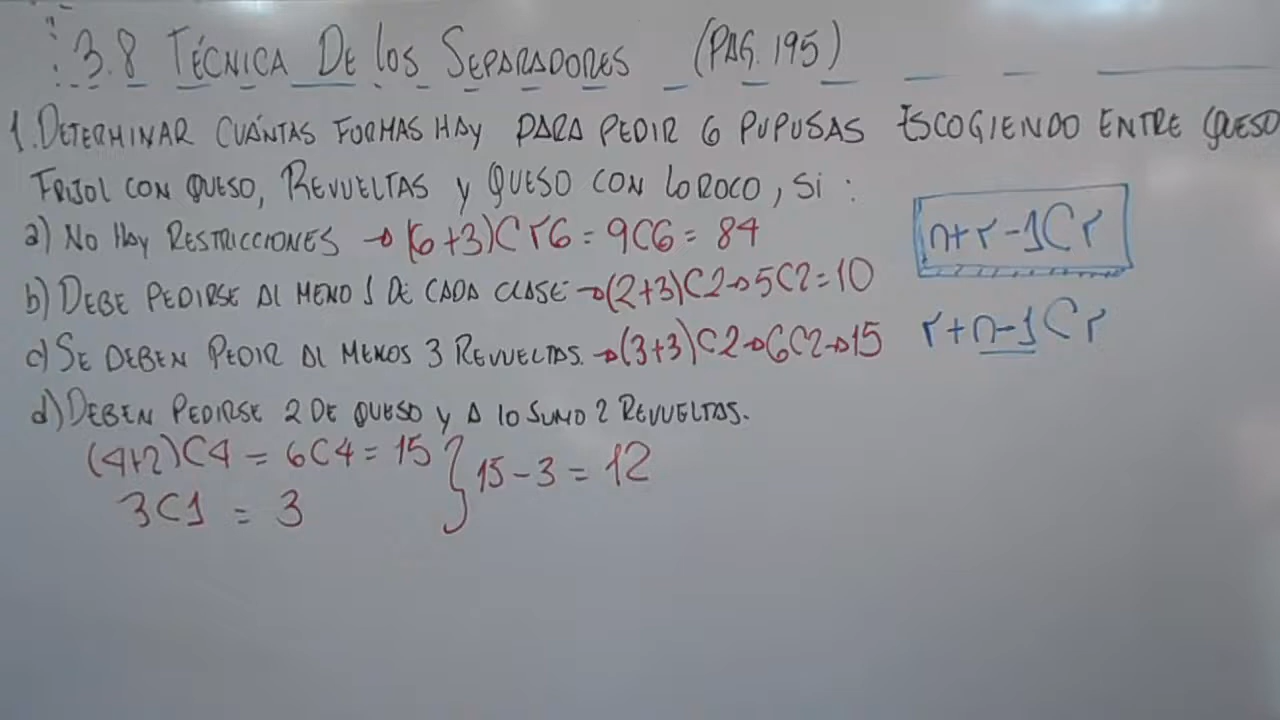 3.8 TÉCNICA DE LOS SEPARADORES (PAG. 195)
1. DETERMINAR CUÁNTAS FORMAS HAY PARA PEDIR 6 PUPUSAS ESCOGIENDO ENTRE QUESO
FRIJOL CON QUESO, REVUELTAS Y QUESO CON LOROCO, SI :
a) NO HAY RESTRICCIONES → (6+3)Cr6 = 9C6 = 84
n+r-1Cr
b) DEBE PEDIRSE AL MENO 1 DE CADA CLASE → (2+3)C2 → 5C2 = 10
r+n-1Cr
c) SE DEBEN PEDIR AL MENOS 3 REVUELTAS. → (3+3)C2 → 6C2 → 15
d) DEBEN PEDIRSE 2 DE QUESO Y A LO SUMO 2 REVUELTAS.
(4+2)C4 = 6C4 = 15 } 15 - 3 = 12
3C1 = 3